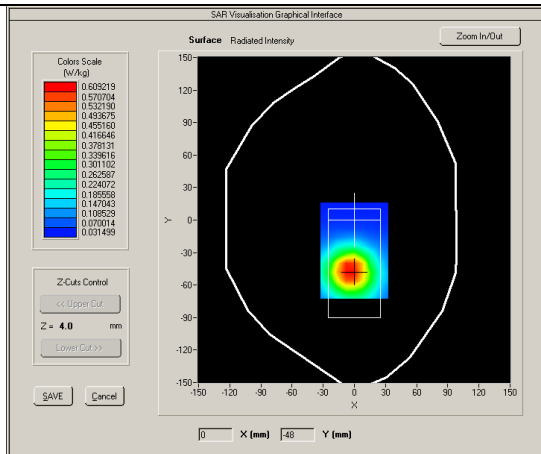 SAR Visualisation Graphical Interface
Surface Radiated Intensity
Zoom In/Out
Colors Scale
(W/kg)
0.609219
0.570704
0.532190
0.493675
0.455160
0.416646
0.378131
0.339616
0.301102
0.262587
0.224072
0.185558
0.147043
0.108529
0.070014
0.031499
Z-Cuts Control
<< Upper Cut
Z = 4.0 mm
Lower Cut >>
SAVE
Cancel
150
120
90
60
30
0
-30
-60
-90
-120
-150
Y
-150 -120 -90 -60 -30 0 30 60 90 120 150
X
0 X (mm) -48 Y (mm)